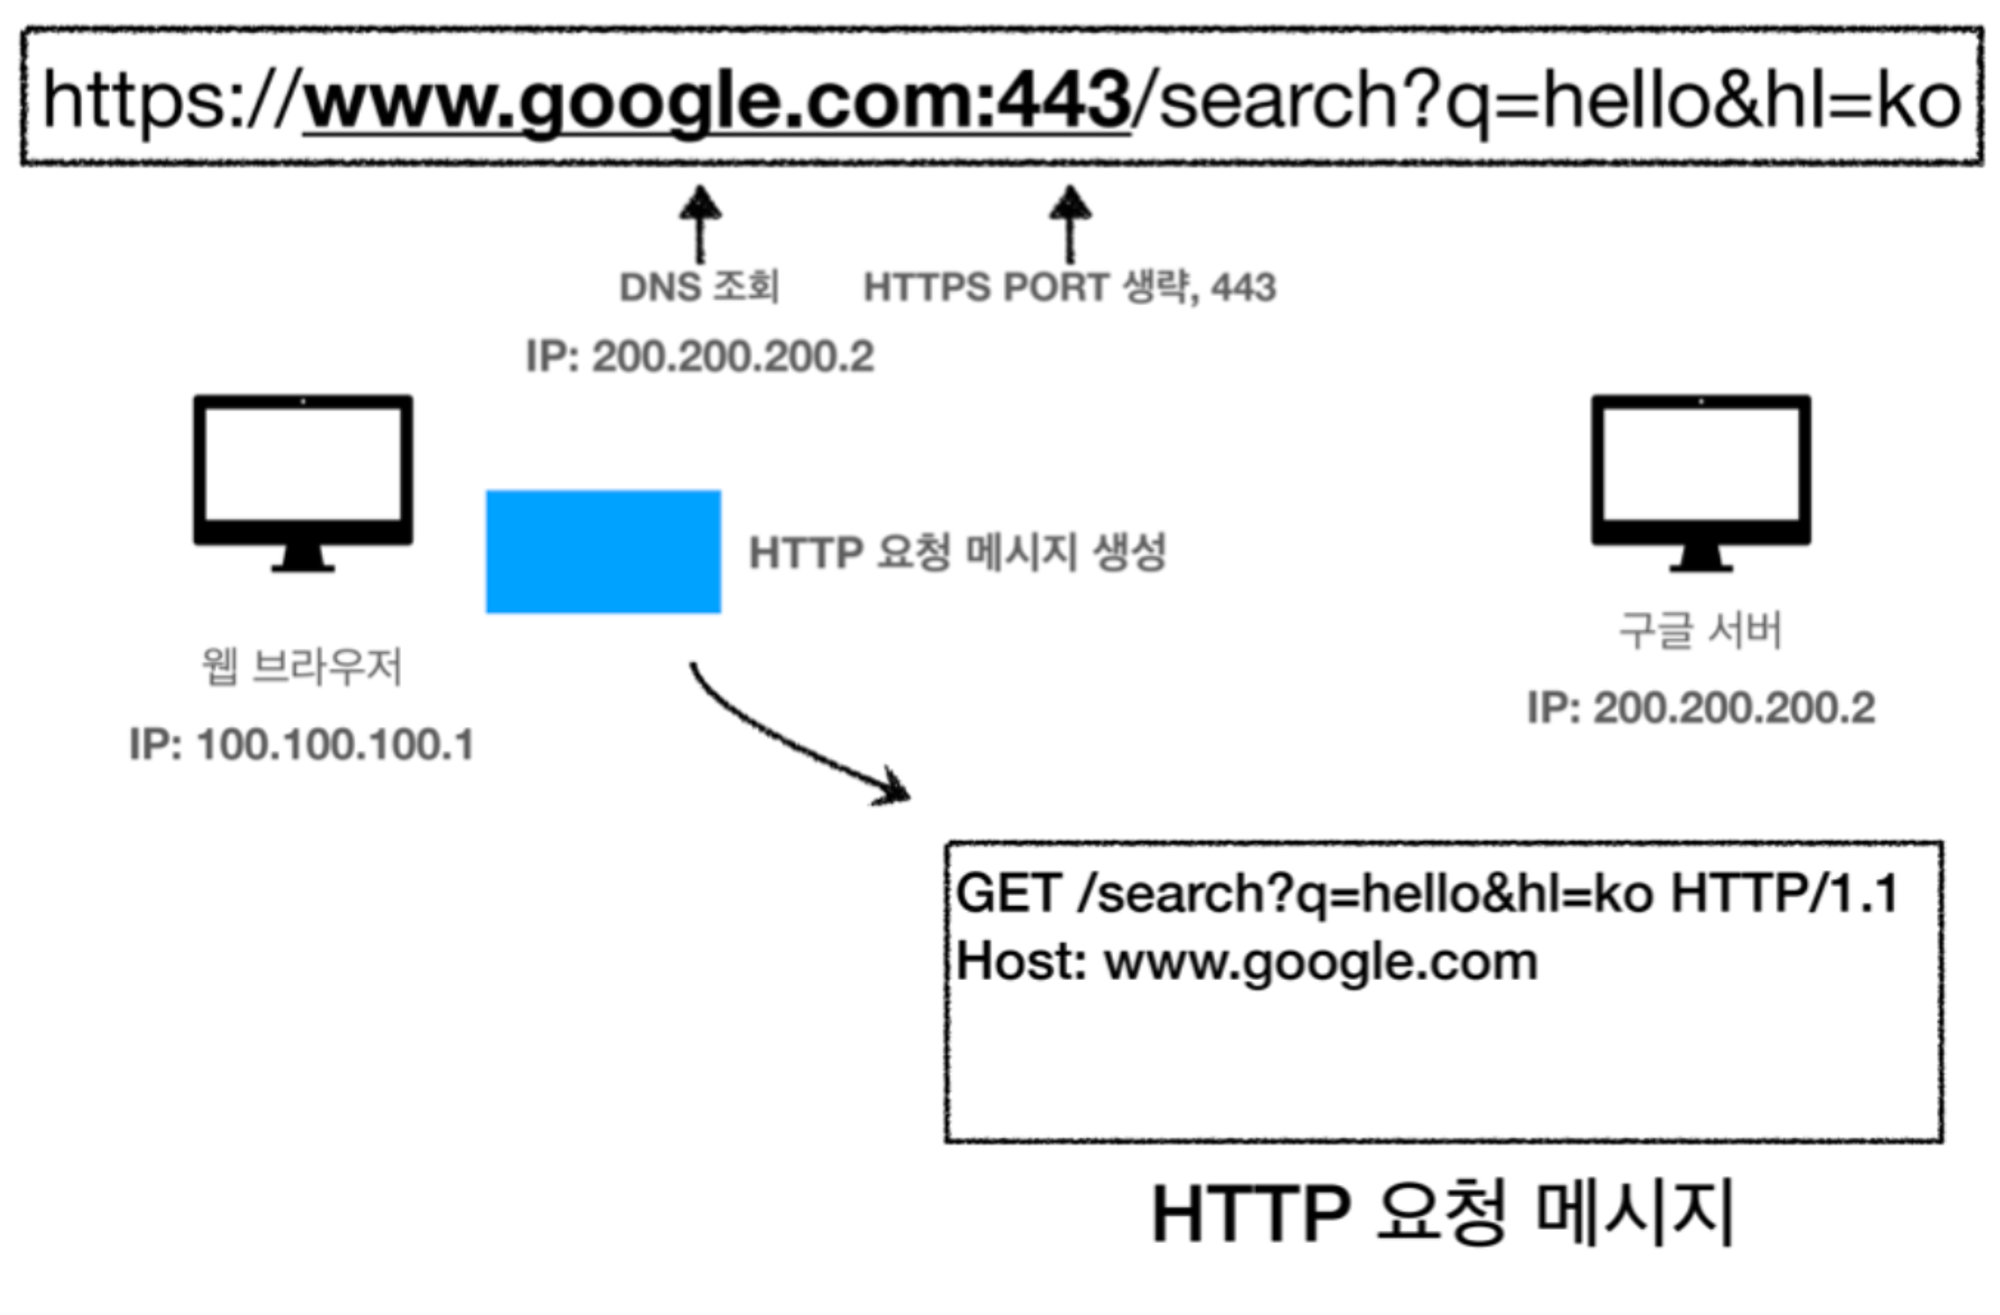 https://www.google.com:443/search?q=hello&hl=ko
DNS 조회
HTTPS PORT 생략, 443
IP: 200.200.200.2
HTTP 요청 메시지 생성
웹 브라우저
IP: 100.100.100.1
구글 서버
IP: 200.200.200.2
GET /search?q=hello&hl=ko HTTP/1.1
Host: www.google.com
HTTP 요청 메시지